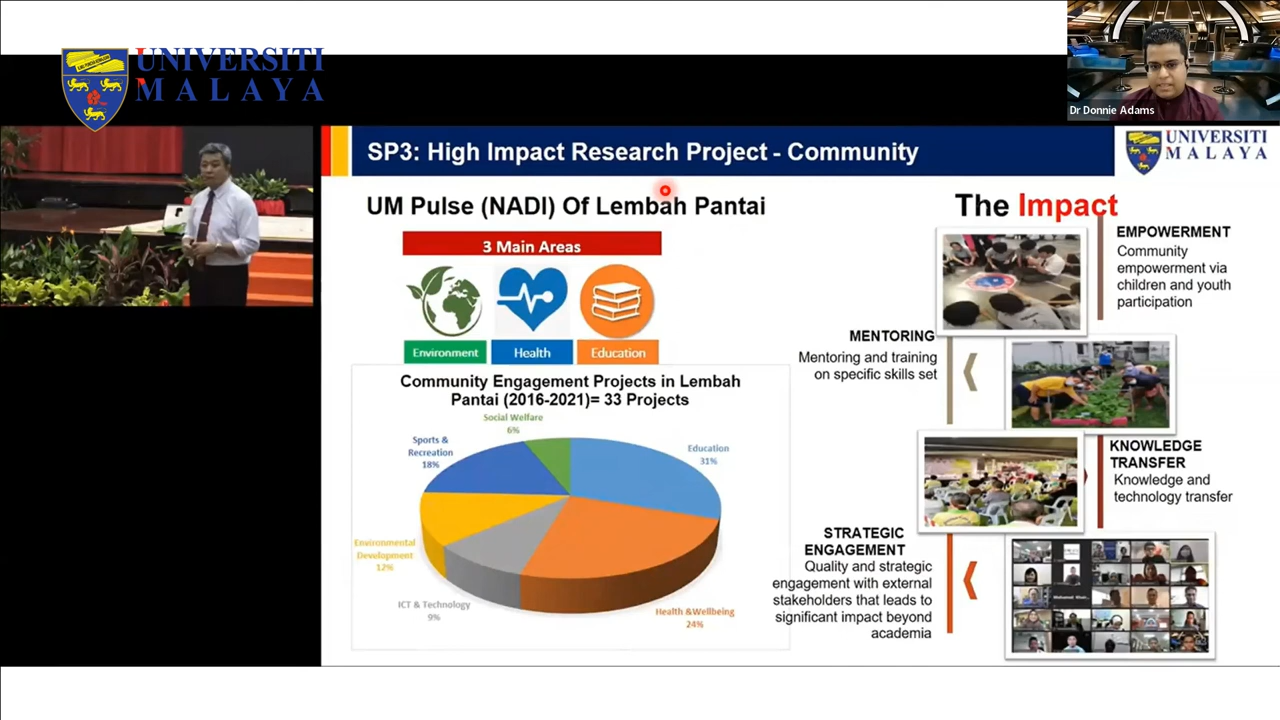 UNIVERSITI
MALAYA
Dr Donnie Adams
SP3: High Impact Research Project - Community
UNIVERSITI
MALAYA
UM Pulse (NADI) Of Lembah Pantai
3 Main Areas
Environment
Health
Education
Community Engagement Projects in Lembah
Pantai (2016-2021)= 33 Projects
Social Welfare
6%
Sports &
Recreation
18%
Education
31%
Environmental
Development
12%
ICT & Technology
9%
Health &Wellbeing
24%
The Impact
EMPOWERMENT
Community
empowerment via
children and youth
participation
MENTORING
Mentoring and training
on specific skills set
KNOWLEDGE
TRANSFER
Knowledge and
technology transfer
STRATEGIC
ENGAGEMENT
Quality and strategic
engagement with external
stakeholders that leads to
significant impact beyond
academia